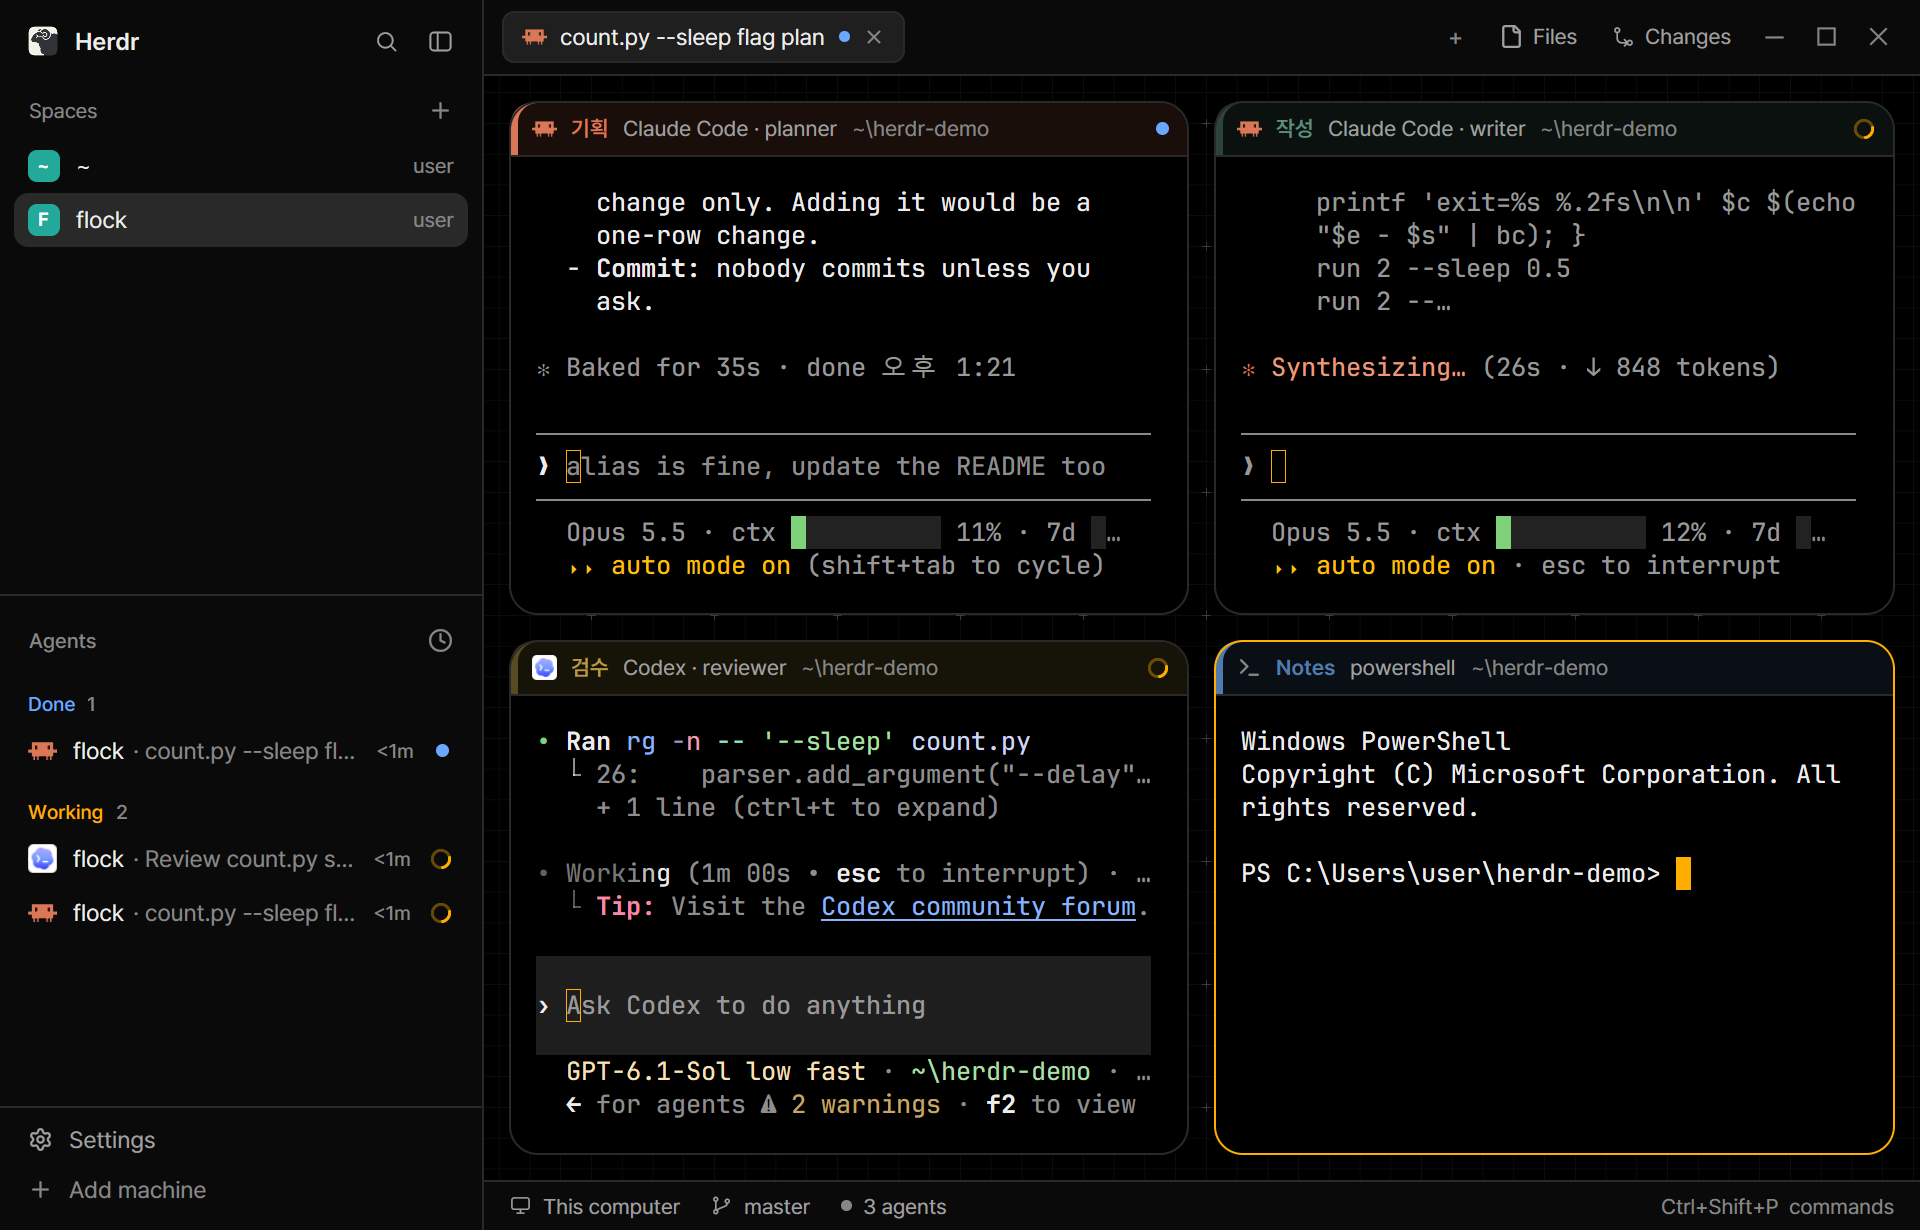 Herdr
Spaces
~ ~ user
F flock user
Agents
Done 1
flock · count.py --sleep fl... <1m
Working 2
flock · Review count.py s... <1m
flock · count.py --sleep fl... <1m
Settings
Add machine
count.py --sleep flag plan
Files
Changes
기획 Claude Code · planner ~\herdr-demo
change only. Adding it would be a
one-row change.
- Commit: nobody commits unless you
ask.
Baked for 35s · done 오후 1:21
❯ alias is fine, update the README too
Opus 5.5 · ctx 11% · 7d …
auto mode on (shift+tab to cycle)
작성 Claude Code · writer ~\herdr-demo
printf 'exit=%s %.2fs\n\n' $c $(echo
"$e - $s" | bc); }
run 2 --sleep 0.5
run 2 --…
Synthesizing… (26s · ↓ 848 tokens)
❯
Opus 5.5 · ctx 12% · 7d …
auto mode on · esc to interrupt
검수 Codex · reviewer ~\herdr-demo
• Ran rg -n -- '--sleep' count.py
└ 26: parser.add_argument("--delay"…
+ 1 line (ctrl+t to expand)
• Working (1m 00s • esc to interrupt) · …
└ Tip: Visit the Codex community forum.
› Ask Codex to do anything
GPT-6.1-Sol low fast · ~\herdr-demo · …
← for agents ⚠ 2 warnings · f2 to view
Notes powershell ~\herdr-demo
Windows PowerShell
Copyright (C) Microsoft Corporation. All
rights reserved.
PS C:\Users\user\herdr-demo>
This computer
master
3 agents
Ctrl+Shift+P commands